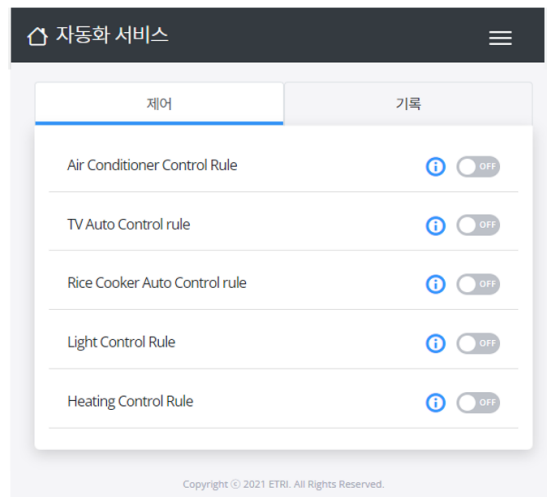 자동화 서비스
제어
기록
Air Conditioner Control Rule
OFF
TV Auto Control rule
OFF
Rice Cooker Auto Control rule
OFF
Light Control Rule
OFF
Heating Control Rule
OFF
Copyright ⓒ 2021 ETRI. All Rights Reserved.